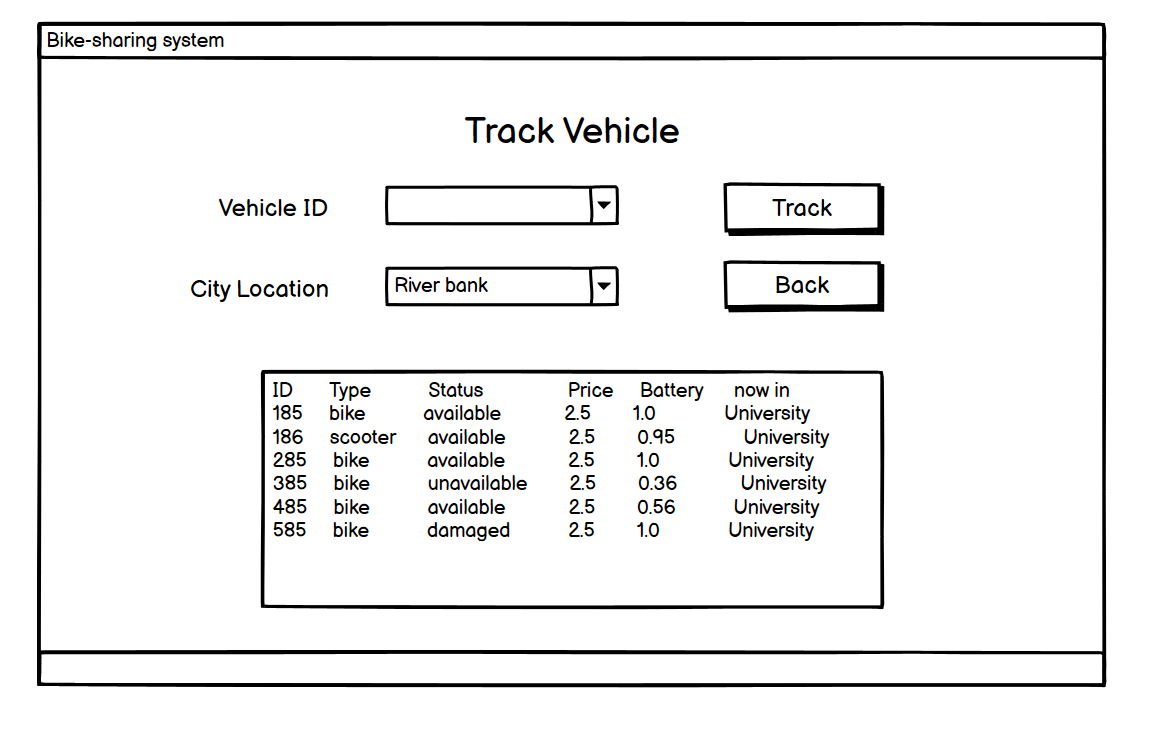 Bike-sharing system
Track Vehicle
Vehicle ID
Track
City Location
River bank
Back
ID Type Status Price Battery now in
185 bike available 2.5 1.0 University
186 scooter available 2.5 0.95 University
285 bike available 2.5 1.0 University
385 bike unavailable 2.5 0.36 University
485 bike available 2.5 0.56 University
585 bike damaged 2.5 1.0 University